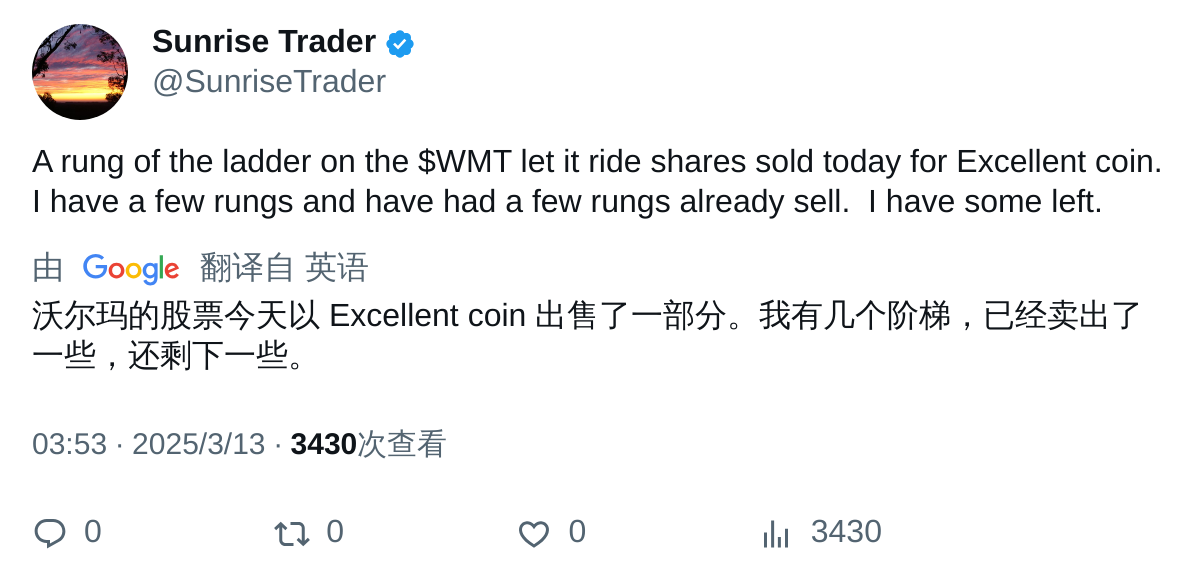 Sunrise Trader
@SunriseTrader
A rung of the ladder on the $WMT let it ride shares sold today for Excellent coin.
I have a few rungs and have had a few rungs already sell.  I have some left.
由 Google 翻译自 英语
沃尔玛的股票今天以 Excellent coin 出售了一部分。我有几个阶梯，已经卖出了
一些，还剩下一些。
03:53 · 2025/3/13 · 3430次查看
0 0 0 3430